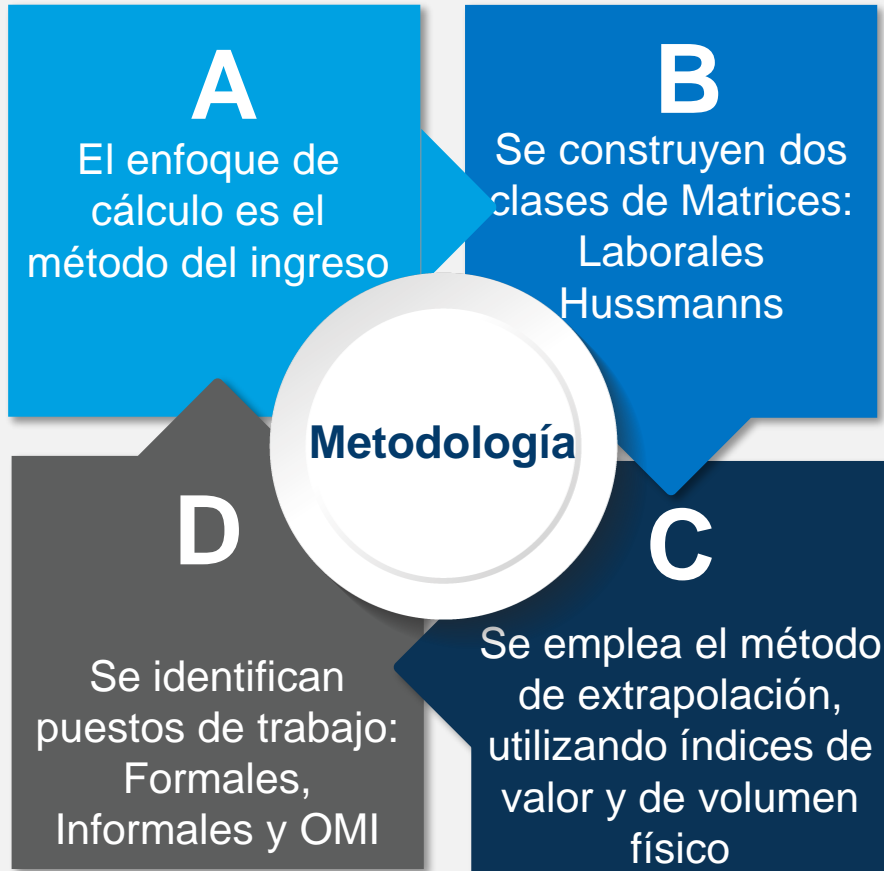 A
El enfoque de
cálculo es el
método del ingreso
B
Se construyen dos
clases de Matrices:
Laborales
Hussmanns
Metodología
D
Se identifican
puestos de trabajo:
Formales,
Informales y OMI
C
Se emplea el método
de extrapolación,
utilizando índices de
valor y de volumen
físico